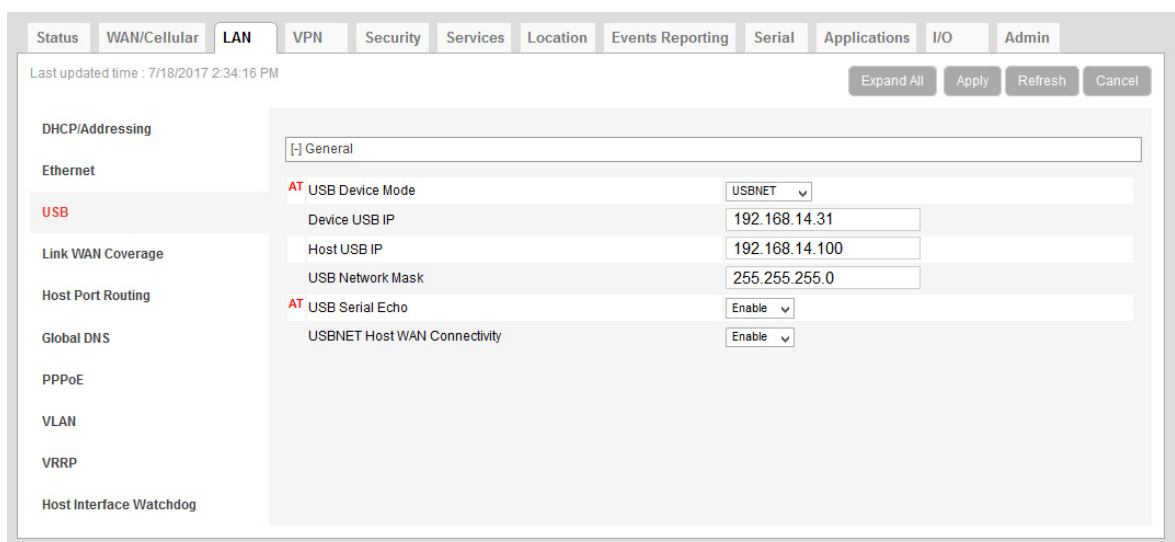 Status WAN/Cellular LAN VPN Security Services Location Events Reporting Serial Applications I/O Admin
Last updated time : 7/18/2017 2:34:16 PM
Expand All Apply Refresh Cancel
DHCP/Addressing
Ethernet
USB
Link WAN Coverage
Host Port Routing
Global DNS
PPPoE
VLAN
VRRP
Host Interface Watchdog
[-] General
AT USB Device Mode USBNET
Device USB IP 192.168.14.31
Host USB IP 192.168.14.100
USB Network Mask 255.255.255.0
AT USB Serial Echo Enable
USBNET Host WAN Connectivity Enable